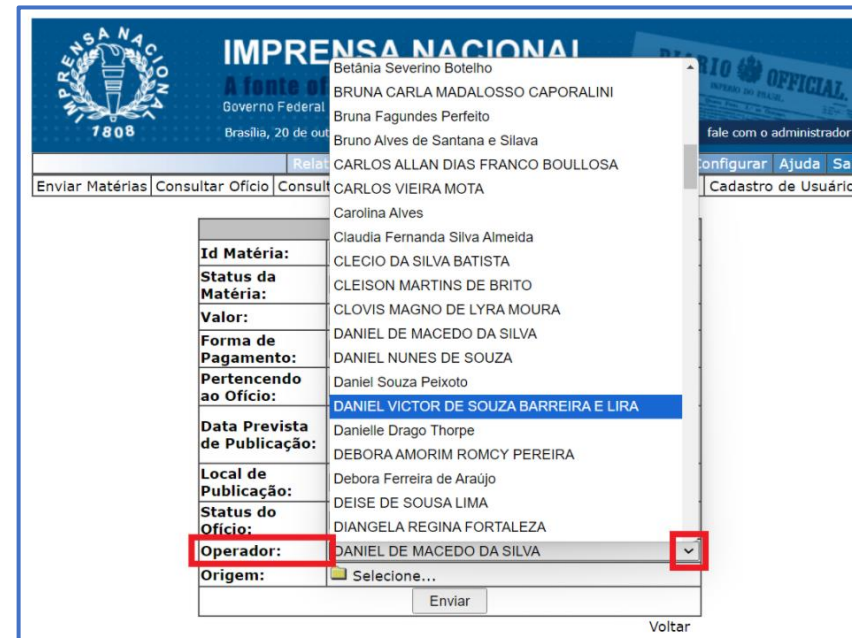 IMPRENSA NACIONAL
IMPRENSA NACIONAL
1808
A fonte of
Governo Federal
DIARIO OFFICIAL.
Brasília, 20 de out
fale com o administrador
Relat
Configurar Ajuda Sa
Enviar Matérias Consultar Ofício Consult
Cadastro de Usuário
Betânia Severino Botelho
BRUNA CARLA MADALOSSO CAPORALINI
Bruna Fagundes Perfeito
Bruno Alves de Santana e Silava
CARLOS ALLAN DIAS FRANCO BOULLOSA
CARLOS VIEIRA MOTA
Carolina Alves
Claudia Fernanda Silva Almeida
CLECIO DA SILVA BATISTA
CLEISON MARTINS DE BRITO
CLOVIS MAGNO DE LYRA MOURA
DANIEL DE MACEDO DA SILVA
DANIEL NUNES DE SOUZA
Daniel Souza Peixoto
DANIEL VICTOR DE SOUZA BARREIRA E LIRA
Danielle Drago Thorpe
DEBORA AMORIM ROMCY PEREIRA
Debora Ferreira de Araújo
DEISE DE SOUSA LIMA
DIANGELA REGINA FORTALEZA
Id Matéria:
Status da
Matéria:
Valor:
Forma de
Pagamento:
Pertencendo
ao Ofício:
Data Prevista
de Publicação:
Local de
Publicação:
Status do
Ofício:
Operador: DANIEL DE MACEDO DA SILVA
Origem: Selecione...
Enviar
Voltar